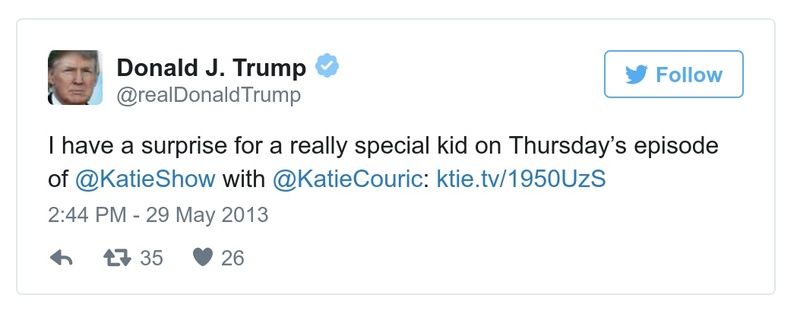 Donald J. Trump
@realDonaldTrump
Follow
I have a surprise for a really special kid on Thursday’s episode
of @KatieShow with @KatieCouric: ktie.tv/1950UzS
2:44 PM - 29 May 2013
35 26